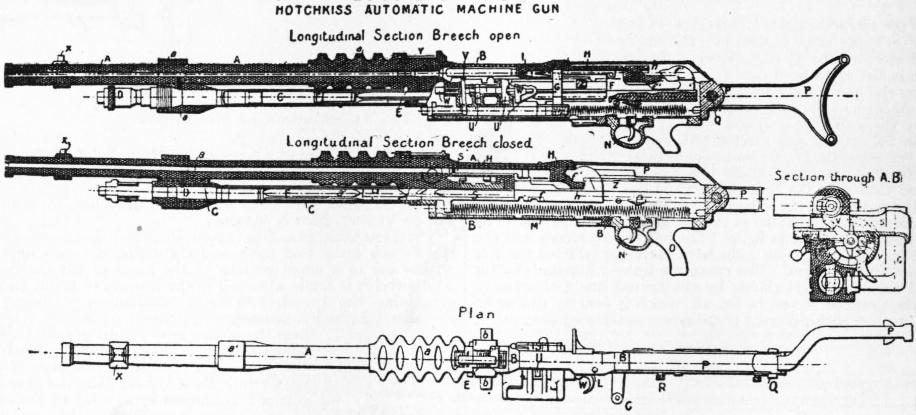 HOTCHKISS AUTOMATIC MACHINE GUN
Longitudinal Section Breech open
X A a A a Y V B I H h
D C a E U U G F Z N Q P
Longitudinal Section Breech closed
X a S A H H P Z P
D C C B M B N O
Section through A.B.
P
Plan
X a' A a b E b B U W L B G P R Q P